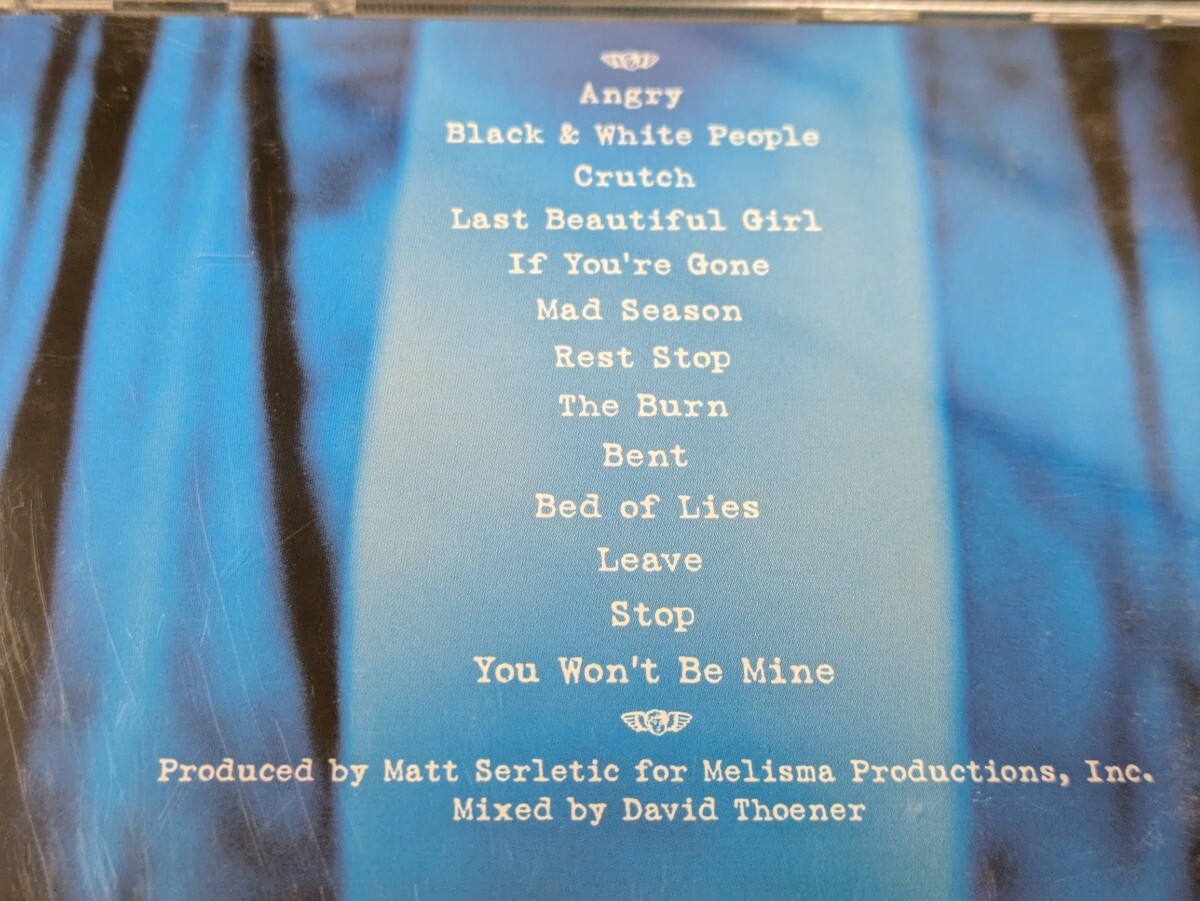 Angry
Black & White People
Crutch
Last Beautiful Girl
If You're Gone
Mad Season
Rest Stop
The Burn
Bent
Bed of Lies
Leave
Stop
You Won't Be Mine
Produced by Matt Serletic for Melisma Productions, Inc.
Mixed by David Thoener